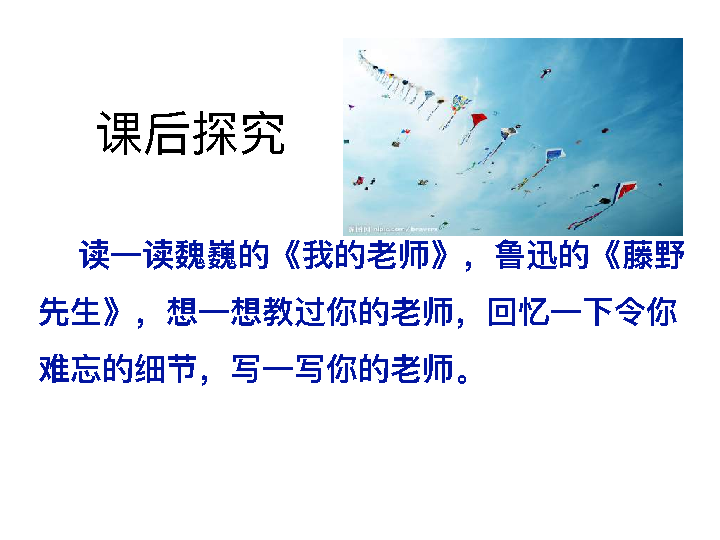 课后探究
读一读魏巍的《我的老师》，鲁迅的《藤野
先生》，想一想教过你的老师，回忆一下令你
难忘的细节，写一写你的老师。